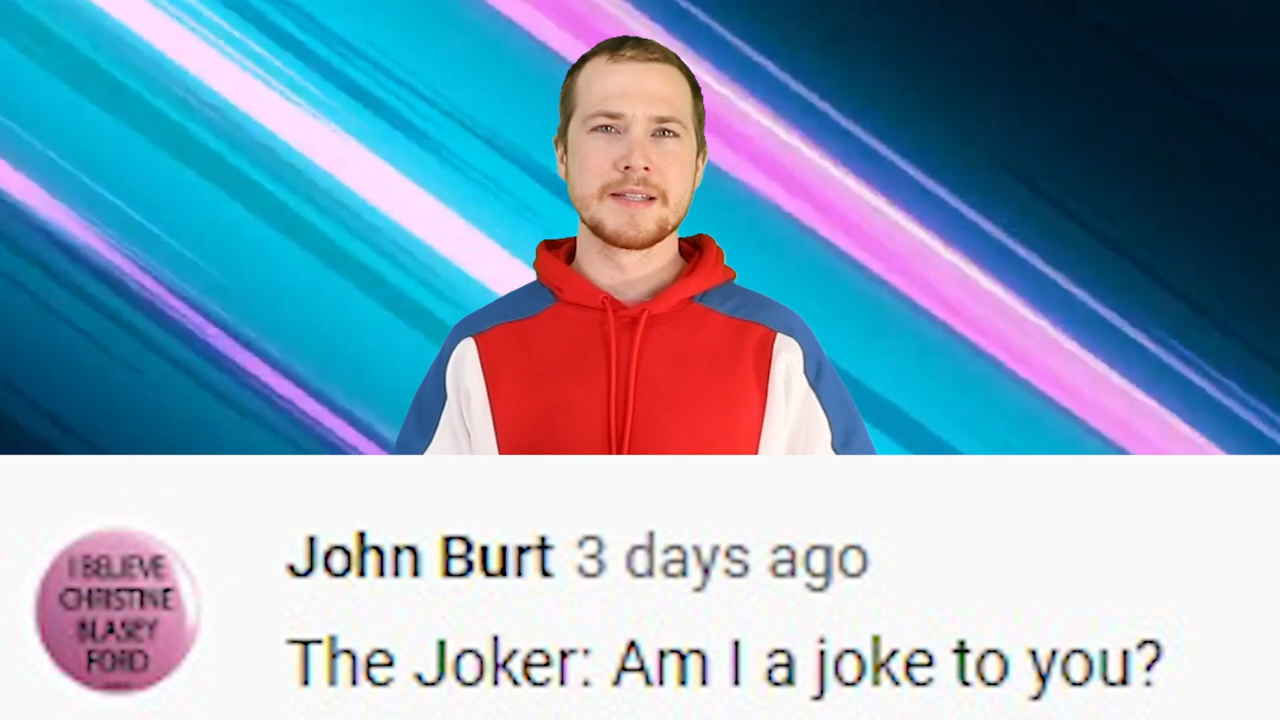 I BELIEVE
CHRISTINE
BLASEY
FORD
John Burt 3 days ago
The Joker: Am I a joke to you?